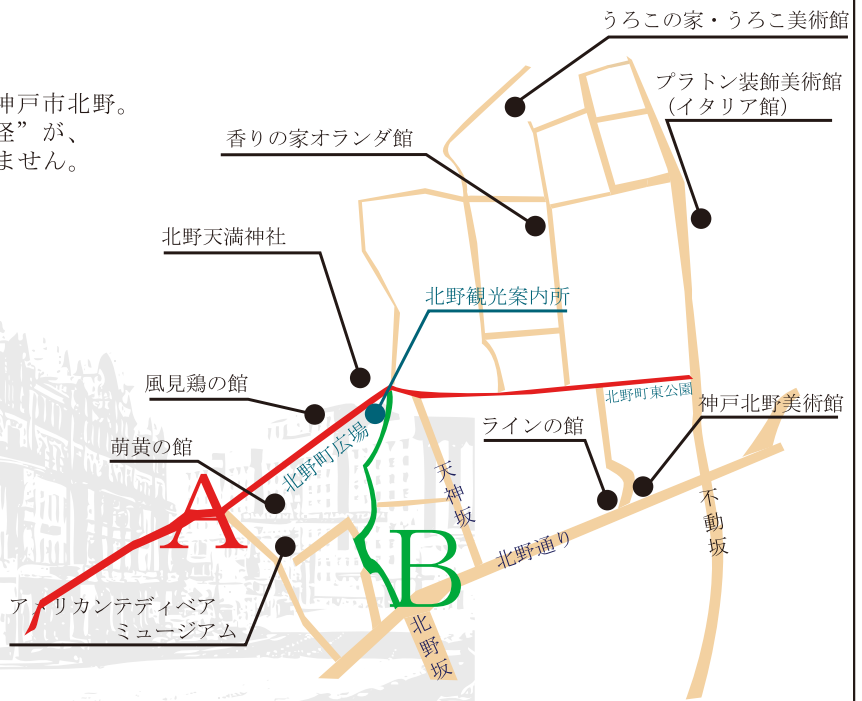 うろこの家・うろこ美術館
プラトン装飾美術館
（イタリア館）
神戸市北野。
怪”が、
ません。
香りの家オランダ館
北野天満神社
北野観光案内所
風見鶏の館
北野町東公園
神戸北野美術館
ラインの館
北野町広場
萌黄の館
天神坂
A
不動坂
北野通り
B
アメリカンテディベア
ミュージアム
北野坂